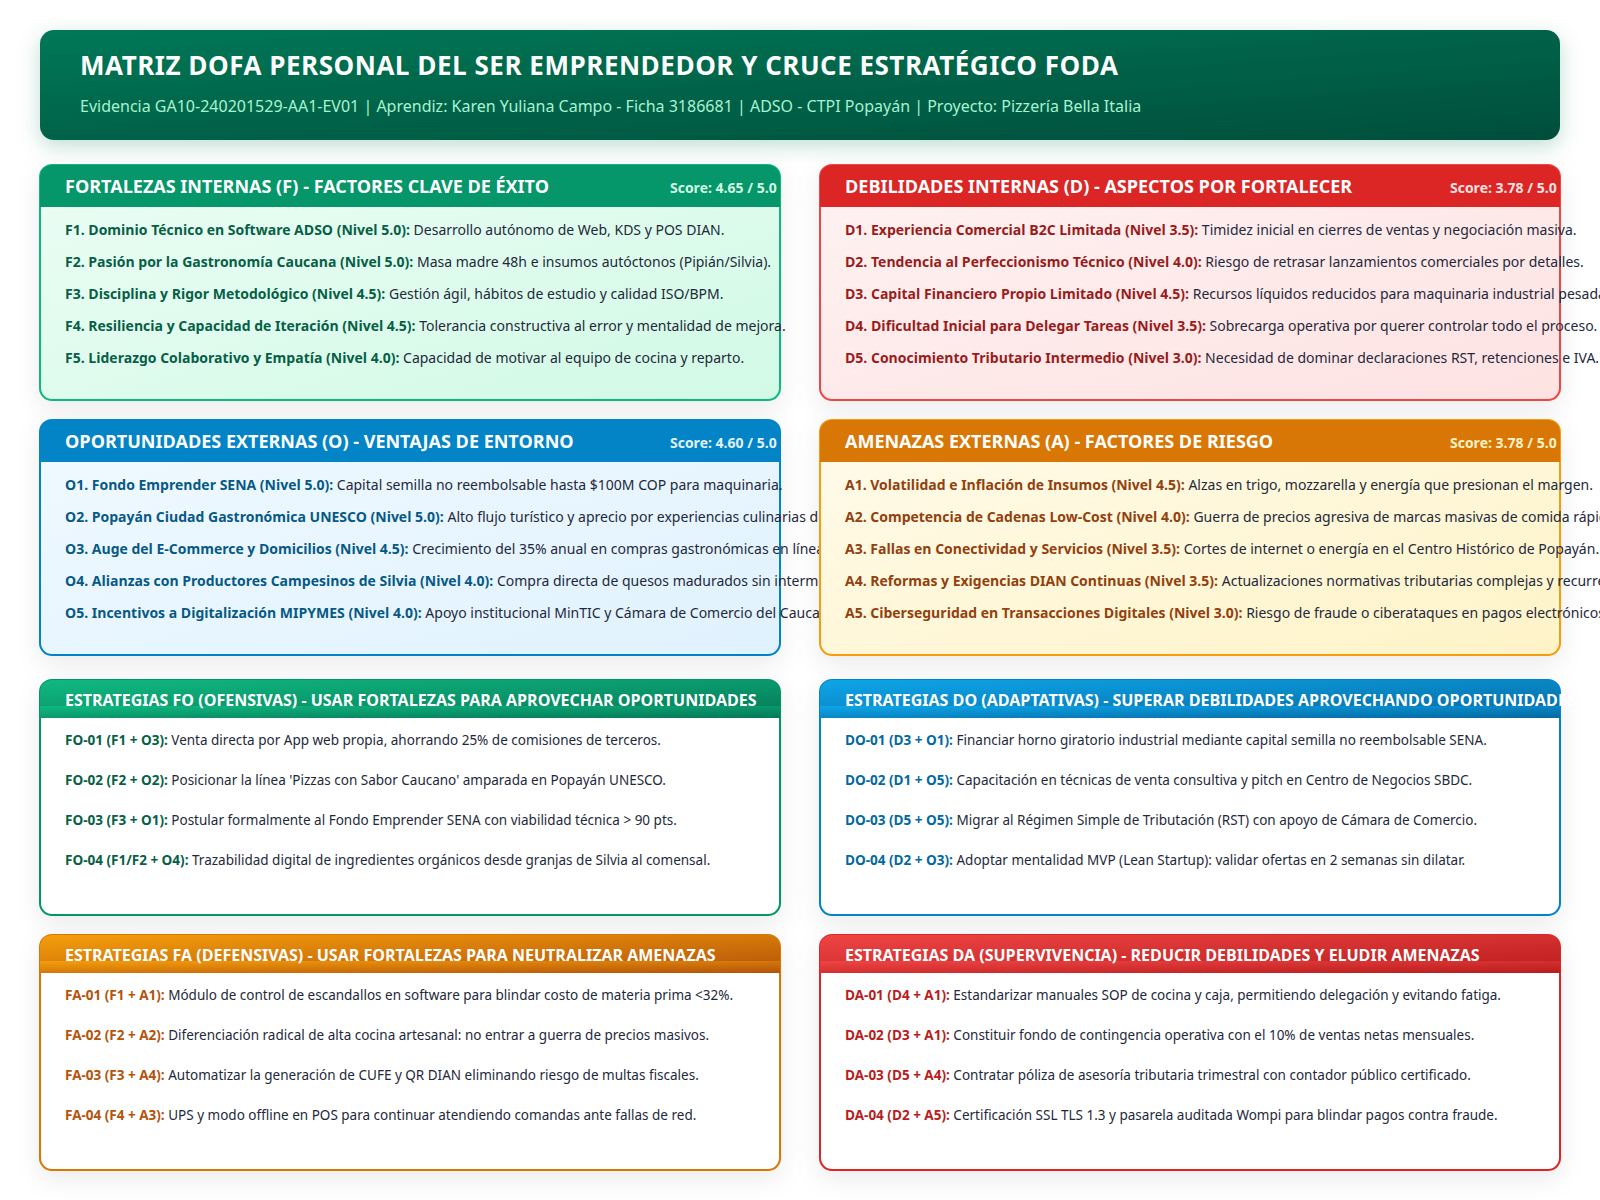 MATRIZ DOFA PERSONAL DEL SER EMPRENDEDOR Y CRUCE ESTRATÉGICO FODA
Evidencia GA10-240201529-AA1-EV01 | Aprendiz: Karen Yuliana Campo - Ficha 3186681 | ADSO - CTPI Popayán | Proyecto: Pizzería Bella Italia
FORTALEZAS INTERNAS (F) - FACTORES CLAVE DE ÉXITO
Score: 4.65 / 5.0
F1. Dominio Técnico en Software ADSO (Nivel 5.0): Desarrollo autónomo de Web, KDS y POS DIAN.
F2. Pasión por la Gastronomía Caucana (Nivel 5.0): Masa madre 48h e insumos autóctonos (Pipián/Silvia).
F3. Disciplina y Rigor Metodológico (Nivel 4.5): Gestión ágil, hábitos de estudio y calidad ISO/BPM.
F4. Resiliencia y Capacidad de Iteración (Nivel 4.5): Tolerancia constructiva al error y mentalidad de mejora.
F5. Liderazgo Colaborativo y Empatía (Nivel 4.0): Capacidad de motivar al equipo de cocina y reparto.
DEBILIDADES INTERNAS (D) - ASPECTOS POR FORTALECER
Score: 3.78 / 5.0
D1. Experiencia Comercial B2C Limitada (Nivel 3.5): Timidez inicial en cierres de ventas y negociación masiva.
D2. Tendencia al Perfeccionismo Técnico (Nivel 4.0): Riesgo de retrasar lanzamientos comerciales por detalles.
D3. Capital Financiero Propio Limitado (Nivel 4.5): Recursos líquidos reducidos para maquinaria industrial pesada
D4. Dificultad Inicial para Delegar Tareas (Nivel 3.5): Sobrecarga operativa por querer controlar todo el proceso.
D5. Conocimiento Tributario Intermedio (Nivel 3.0): Necesidad de dominar declaraciones RST, retenciones e IVA.
OPORTUNIDADES EXTERNAS (O) - VENTAJAS DE ENTORNO
Score: 4.60 / 5.0
O1. Fondo Emprender SENA (Nivel 5.0): Capital semilla no reembolsable hasta $100M COP para maquinaria.
O2. Popayán Ciudad Gastronómica UNESCO (Nivel 5.0): Alto flujo turístico y aprecio por experiencias culinarias d
O3. Auge del E-Commerce y Domicilios (Nivel 4.5): Crecimiento del 35% anual en compras gastronómicas en línea
O4. Alianzas con Productores Campesinos de Silvia (Nivel 4.0): Compra directa de quesos madurados sin interm
O5. Incentivos a Digitalización MIPYMES (Nivel 4.0): Apoyo institucional MinTIC y Cámara de Comercio del Cauca
AMENAZAS EXTERNAS (A) - FACTORES DE RIESGO
Score: 3.78 / 5.0
A1. Volatilidad e Inflación de Insumos (Nivel 4.5): Alzas en trigo, mozzarella y energía que presionan el margen.
A2. Competencia de Cadenas Low-Cost (Nivel 4.0): Guerra de precios agresiva de marcas masivas de comida rápi
A3. Fallas en Conectividad y Servicios (Nivel 3.5): Cortes de internet o energía en el Centro Histórico de Popayán.
A4. Reformas y Exigencias DIAN Continuas (Nivel 3.5): Actualizaciones normativas tributarias complejas y recurre
A5. Ciberseguridad en Transacciones Digitales (Nivel 3.0): Riesgo de fraude o ciberataques en pagos electrónicos
ESTRATEGIAS FO (OFENSIVAS) - USAR FORTALEZAS PARA APROVECHAR OPORTUNIDADES
FO-01 (F1 + O3): Venta directa por App web propia, ahorrando 25% de comisiones de terceros.
FO-02 (F2 + O2): Posicionar la línea 'Pizzas con Sabor Caucano' amparada en Popayán UNESCO.
FO-03 (F3 + O1): Postular formalmente al Fondo Emprender SENA con viabilidad técnica > 90 pts.
FO-04 (F1/F2 + O4): Trazabilidad digital de ingredientes orgánicos desde granjas de Silvia al comensal.
ESTRATEGIAS DO (ADAPTATIVAS) - SUPERAR DEBILIDADES APROVECHANDO OPORTUNIDADE
DO-01 (D3 + O1): Financiar horno giratorio industrial mediante capital semilla no reembolsable SENA.
DO-02 (D1 + O5): Capacitación en técnicas de venta consultiva y pitch en Centro de Negocios SBDC.
DO-03 (D5 + O5): Migrar al Régimen Simple de Tributación (RST) con apoyo de Cámara de Comercio.
DO-04 (D2 + O3): Adoptar mentalidad MVP (Lean Startup): validar ofertas en 2 semanas sin dilatar.
ESTRATEGIAS FA (DEFENSIVAS) - USAR FORTALEZAS PARA NEUTRALIZAR AMENAZAS
FA-01 (F1 + A1): Módulo de control de escandallos en software para blindar costo de materia prima <32%.
FA-02 (F2 + A2): Diferenciación radical de alta cocina artesanal: no entrar a guerra de precios masivos.
FA-03 (F3 + A4): Automatizar la generación de CUFE y QR DIAN eliminando riesgo de multas fiscales.
FA-04 (F4 + A3): UPS y modo offline en POS para continuar atendiendo comandas ante fallas de red.
ESTRATEGIAS DA (SUPERVIVENCIA) - REDUCIR DEBILIDADES Y ELUDIR AMENAZAS
DA-01 (D4 + A1): Estandarizar manuales SOP de cocina y caja, permitiendo delegación y evitando fatiga.
DA-02 (D3 + A1): Constituir fondo de contingencia operativa con el 10% de ventas netas mensuales.
DA-03 (D5 + A4): Contratar póliza de asesoría tributaria trimestral con contador público certificado.
DA-04 (D2 + A5): Certificación SSL TLS 1.3 y pasarela auditada Wompi para blindar pagos contra fraude.